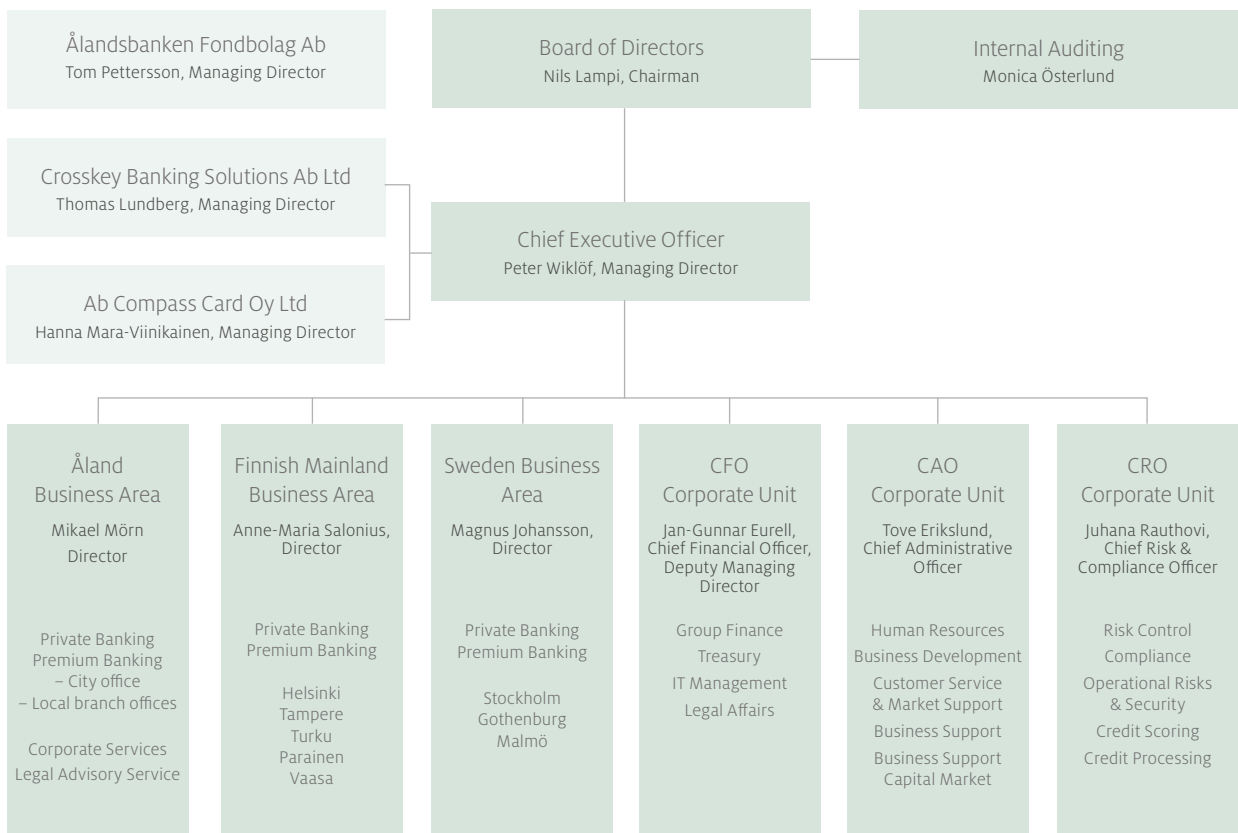 Ålandsbanken Fondbolag Ab
Tom Pettersson, Managing Director
Board of Directors
Nils Lampi, Chairman
Internal Auditing
Monica Österlund
Crosskey Banking Solutions Ab Ltd
Thomas Lundberg, Managing Director
Chief Executive Officer
Peter Wiklöf, Managing Director
Ab Compass Card Oy Ltd
Hanna Mara-Viinikainen, Managing Director
Åland
Business Area
Mikael Mörn
Director
Private Banking
Premium Banking
– City office
– Local branch offices
Corporate Services
Legal Advisory Service
Finnish Mainland
Business Area
Anne-Maria Salonius,
Director
Private Banking
Premium Banking
Helsinki
Tampere
Turku
Parainen
Vaasa
Sweden Business
Area
Magnus Johansson,
Director
Private Banking
Premium Banking
Stockholm
Gothenburg
Malmö
CFO
Corporate Unit
Jan-Gunnar Eurell,
Chief Financial Officer,
Deputy Managing
Director
Group Finance
Treasury
IT Management
Legal Affairs
CAO
Corporate Unit
Tove Erikslund,
Chief Administrative
Officer
Human Resources
Business Development
Customer Service
& Market Support
Business Support
Business Support
Capital Market
CRO
Corporate Unit
Juhana Rauthovi,
Chief Risk &
Compliance Officer
Risk Control
Compliance
Operational Risks
& Security
Credit Scoring
Credit Processing